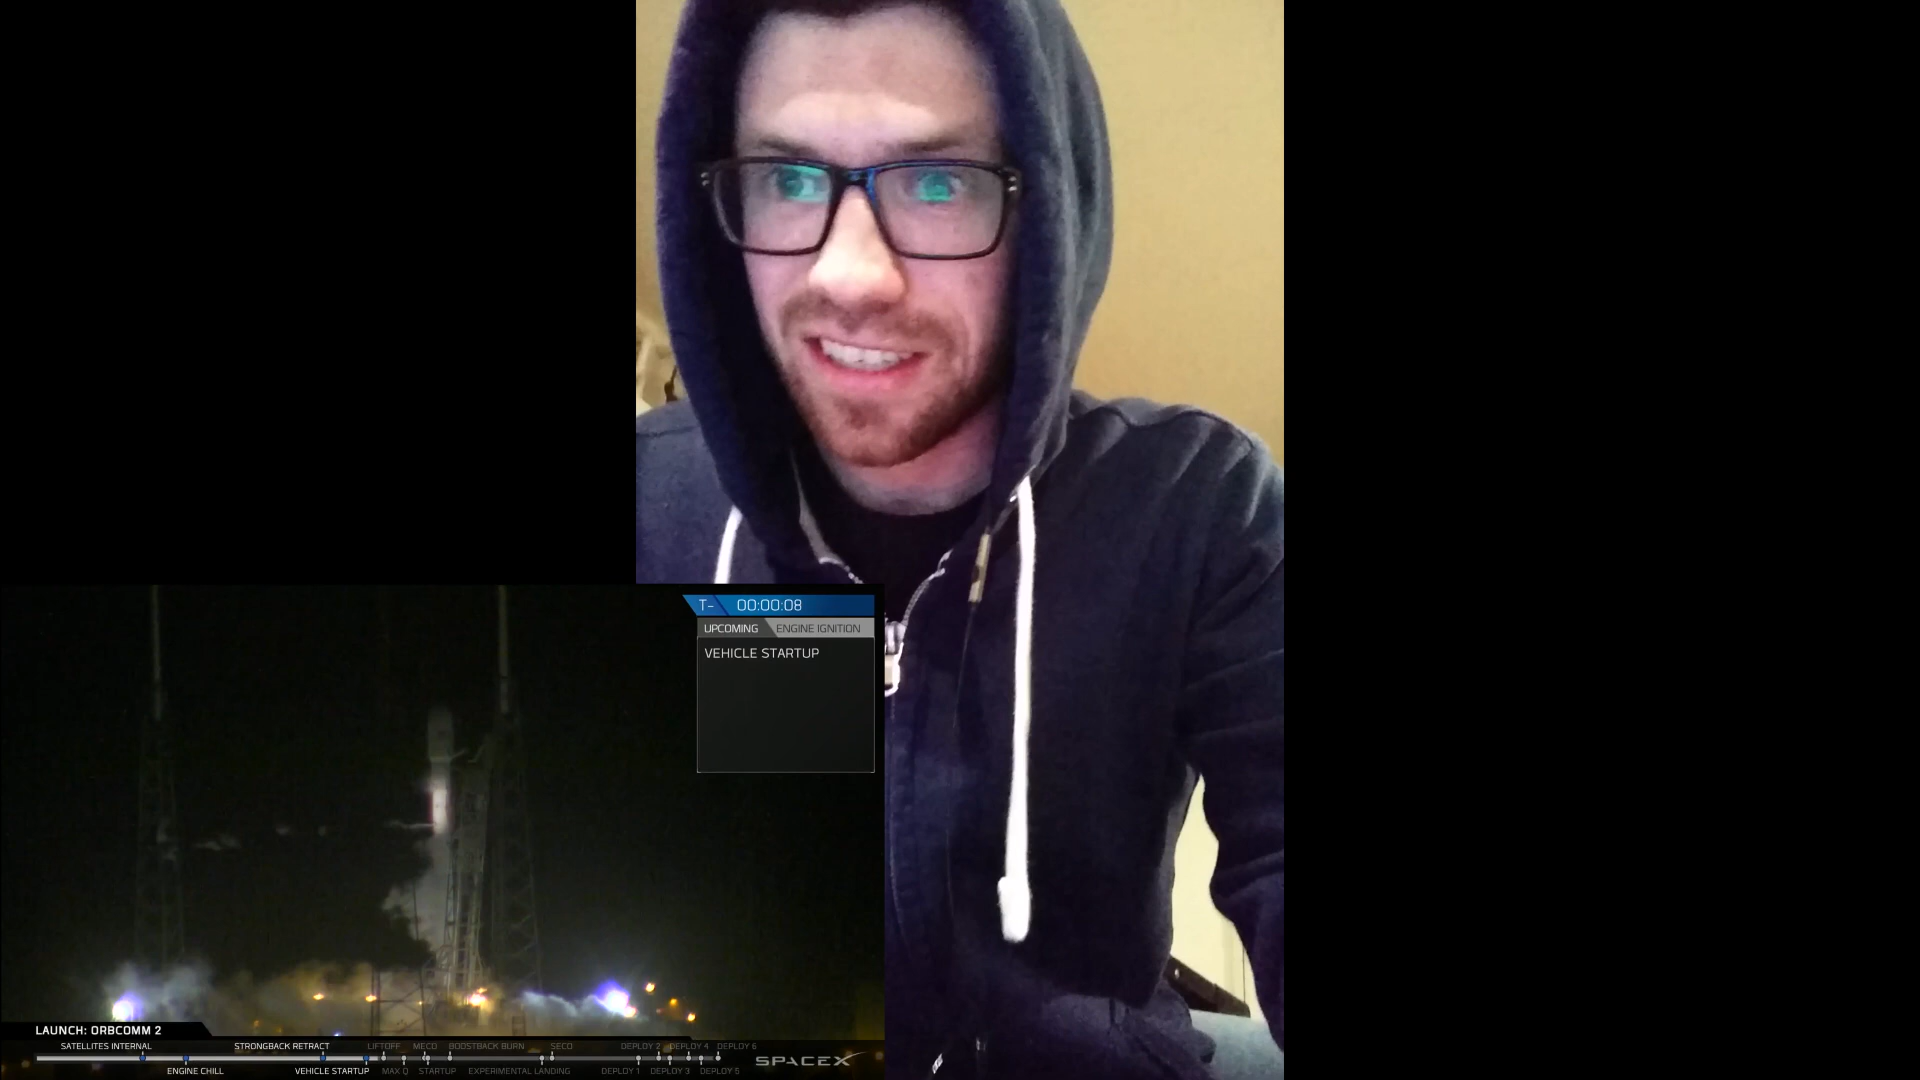 T- 00:00:08
UPCOMING ENGINE IGNITION
VEHICLE STARTUP
LAUNCH: ORBCOMM 2
SATELLITES INTERNAL STRONGBACK RETRACT LIFTOFF MECO BOOSTBACK BURN SECO DEPLOY 2 DEPLOY 4 DEPLOY 6
SPACEX
ENGINE CHILL VEHICLE STARTUP MAX Q STARTUP EXPERIMENTAL LANDING DEPLOY 1 DEPLOY 3 DEPLOY 5